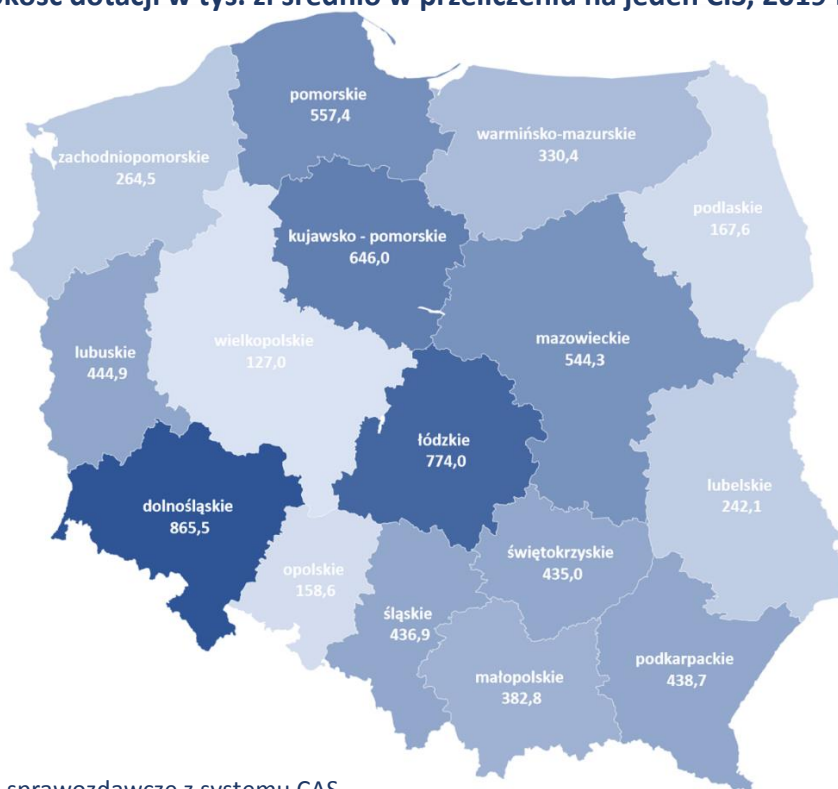 dotacji w tys. zł średnio w przeliczeniu na jeden CIS, 2019
pomorskie
557,4
warmińsko-mazurskie
330,4
zachodniopomorskie
264,5
podlaskie
167,6
kujawsko - pomorskie
646,0
mazowieckie
544,3
wielkopolskie
127,0
lubuskie
444,9
łódzkie
774,0
lubelskie
242,1
dolnośląskie
865,5
świętokrzyskie
435,0
opolskie
158,6
śląskie
436,9
podkarpackie
438,7
małopolskie
382,8
sprawozdawcze z systemu CAS